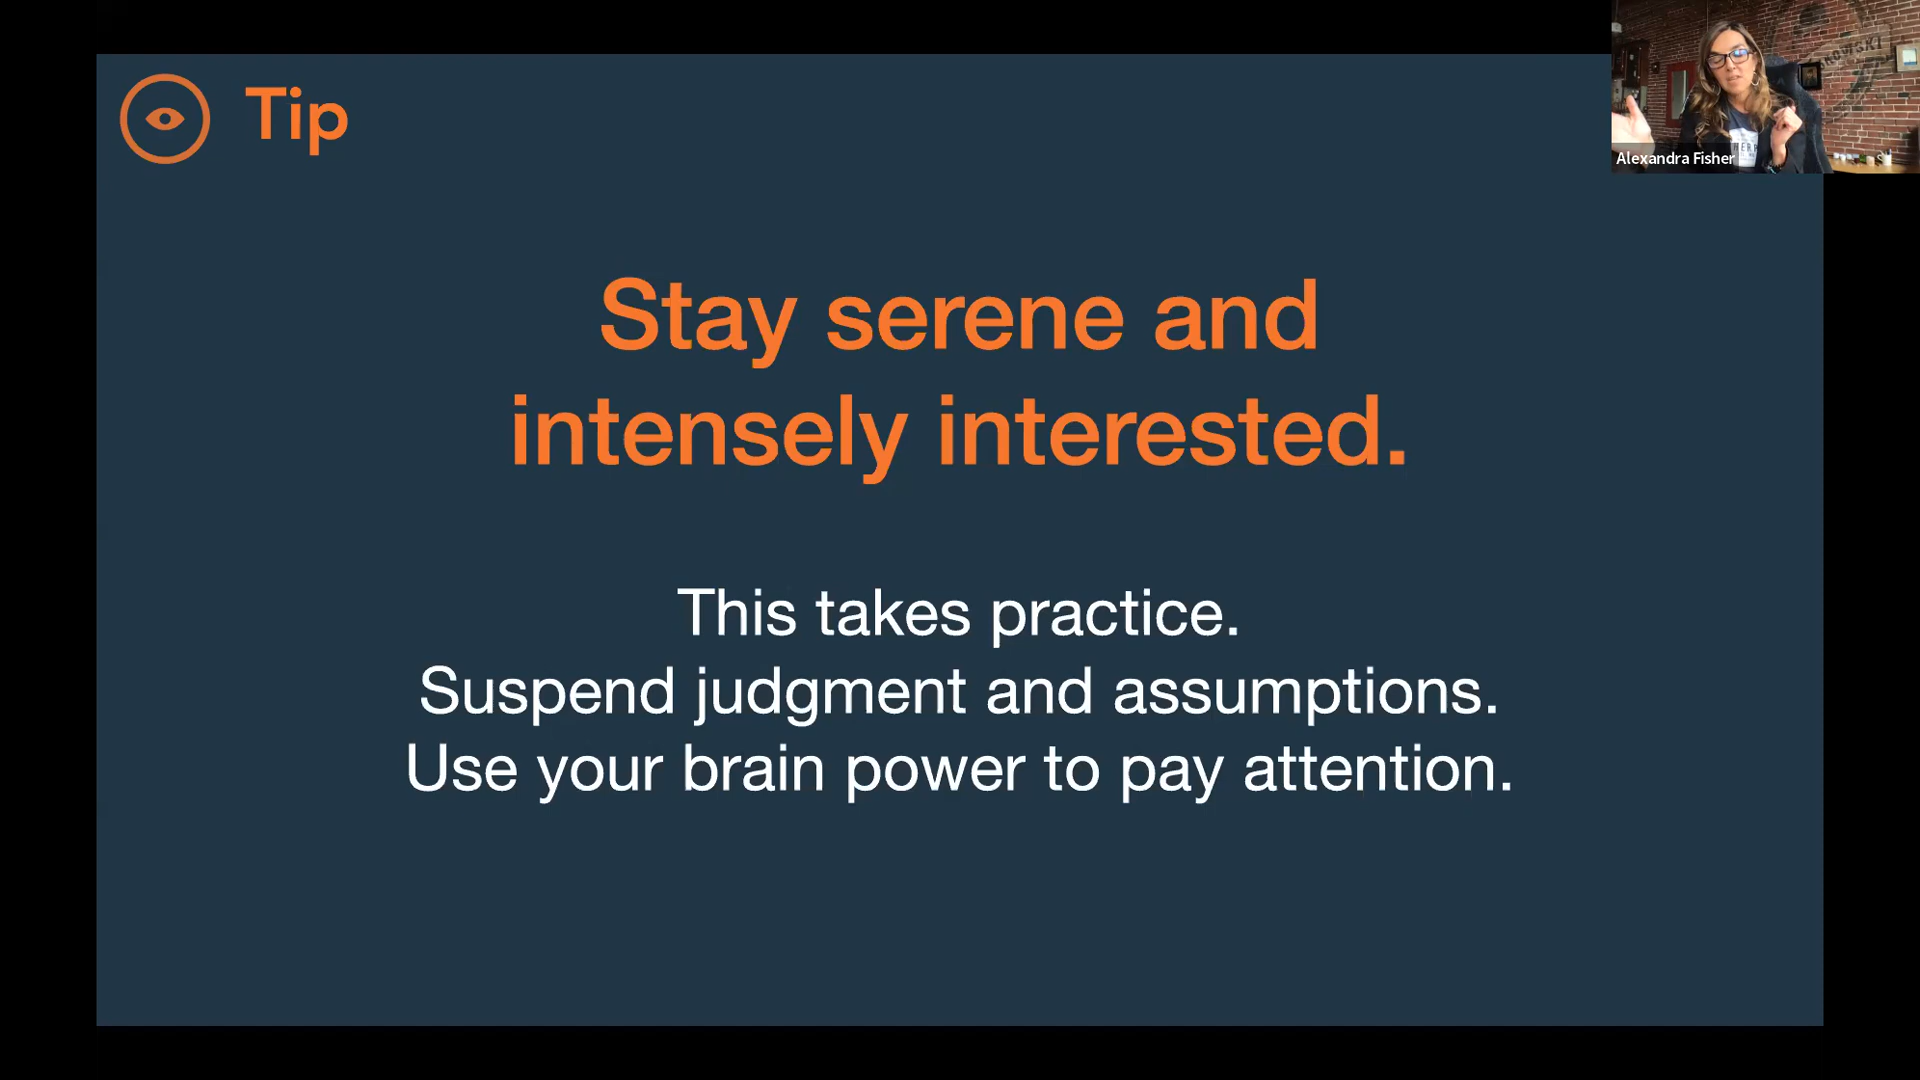 Tip
Stay serene and
intensely interested.
This takes practice.
Suspend judgment and assumptions.
Use your brain power to pay attention.
Alexandra Fisher